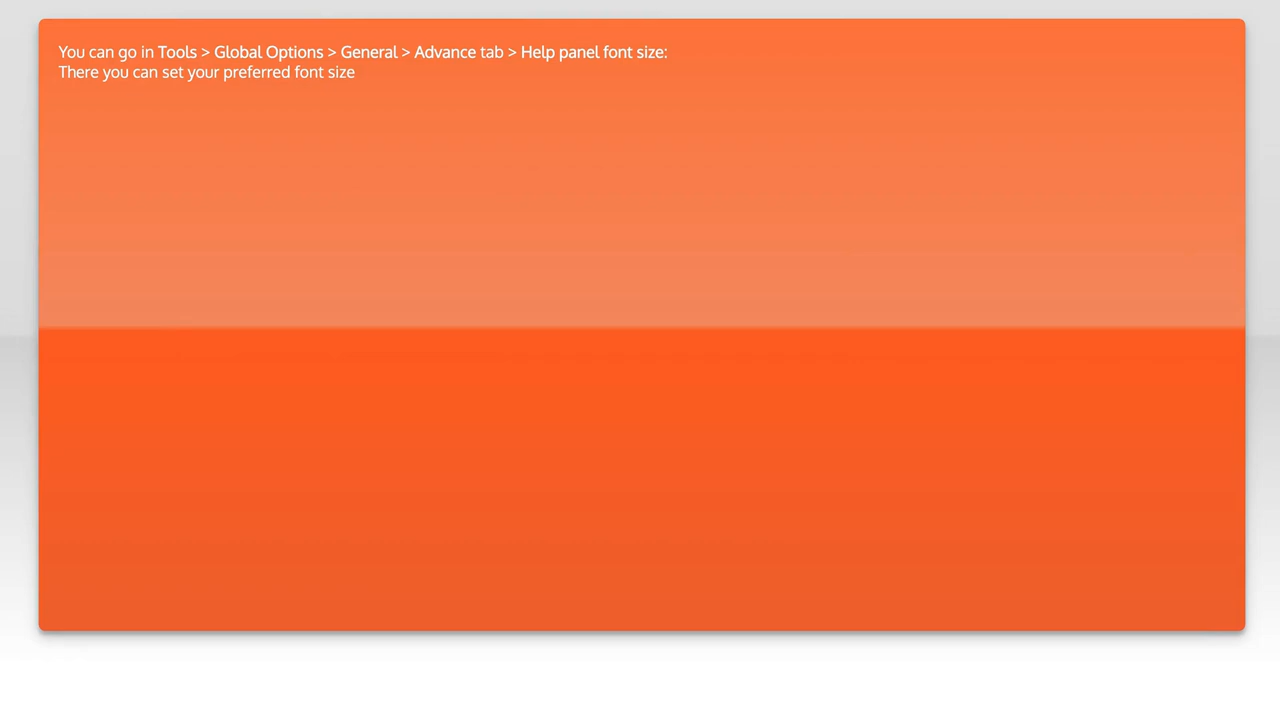 You can go in Tools > Global Options > General > Advance tab > Help panel font size:
There you can set your preferred font size